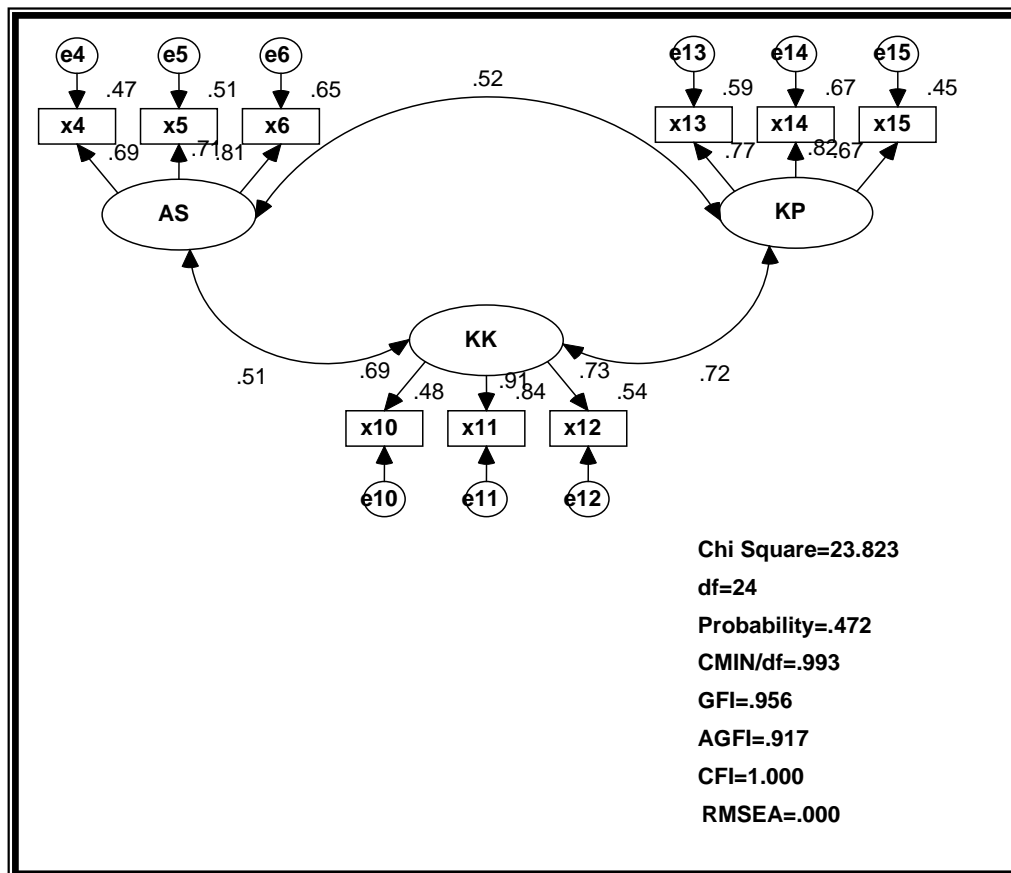 e4 e5 e6 e13 e14 e15
.47 .51 .65 .52 .59 .67 .45
x4 x5 x6 x13 x14 x15
.69 .71 .81 .77 .82 .67
AS KP
KK
.51 .69 .91 .73 .72
.48 .84 .54
x10 x11 x12
e10 e11 e12
Chi Square=23.823
df=24
Probability=.472
CMIN/df=.993
GFI=.956
AGFI=.917
CFI=1.000
RMSEA=.000